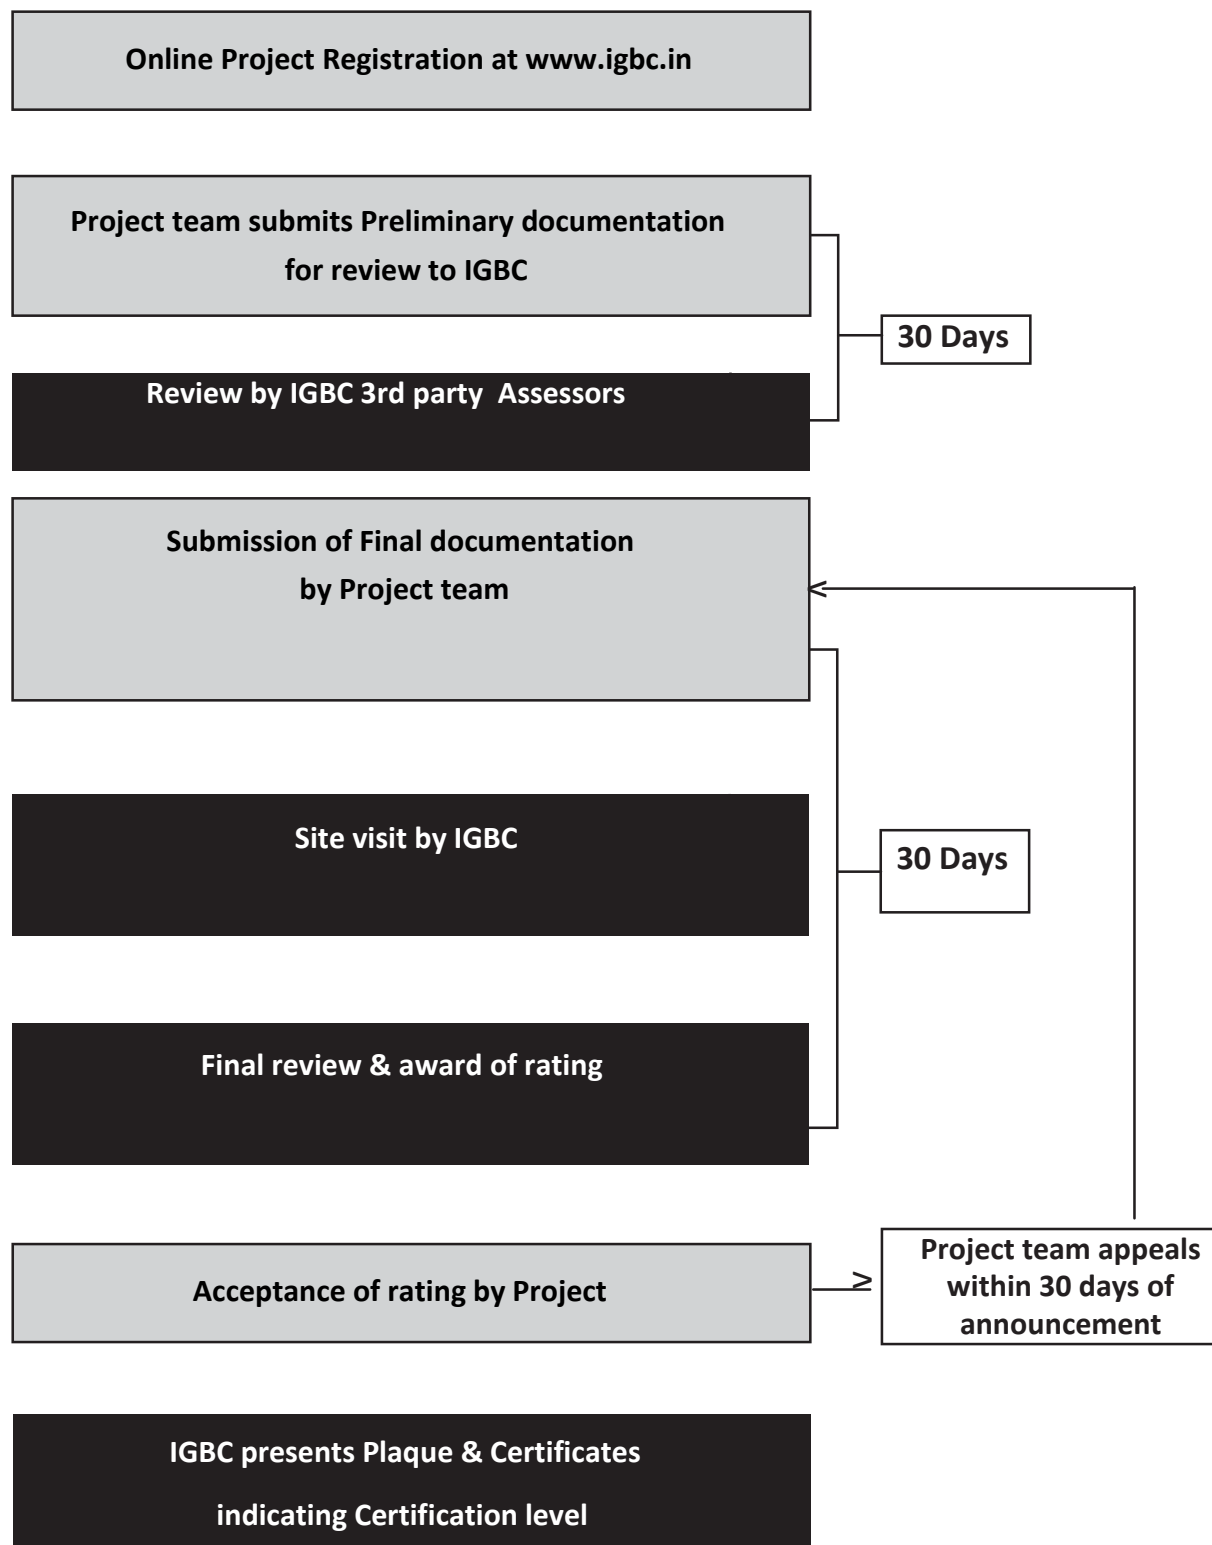 Online Project Registration at www.igbc.in
Project team submits Preliminary documentation
for review to IGBC
30 Days
Review by IGBC 3rd party Assessors
Submission of Final documentation
by Project team
Site visit by IGBC
30 Days
Final review & award of rating
Acceptance of rating by Project
Project team appeals
within 30 days of
announcement
IGBC presents Plaque & Certificates
indicating Certification level